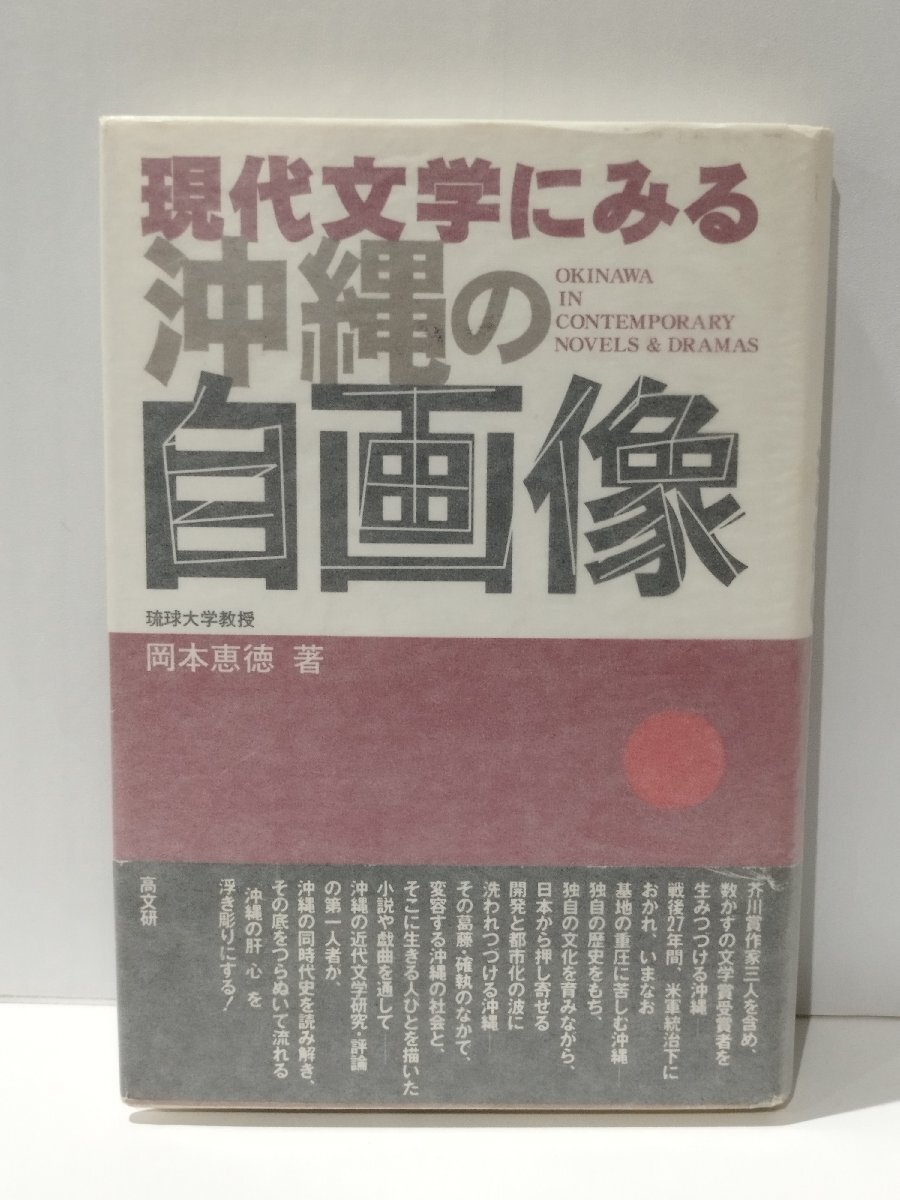 現代文学にみる
沖縄の
自画像
OKINAWA
IN
CONTEMPORARY
NOVELS & DRAMAS
琉球大学教授
岡本恵徳 著
芥川賞作家三人を含め、
数かずの文学賞受賞者を
生みつづける沖縄─
戦後27年間、米軍統治下に
おかれ、いまなお
基地の重圧に苦しむ沖縄─
独自の歴史をもち、
独自の文化を育みながら、
日本から押し寄せる
開発と都市化の波に
洗われつづける沖縄─
その葛藤・確執のなかで、
変容する沖縄の社会と、
そこに生きる人びとを描いた
小説や戯曲を通して─
沖縄の近代文学研究・評論
の第一人者が、
沖縄の同時代史を読み解き、
その底をつらぬいて流れる
沖縄の肝心を
浮き彫りにする!
高文研